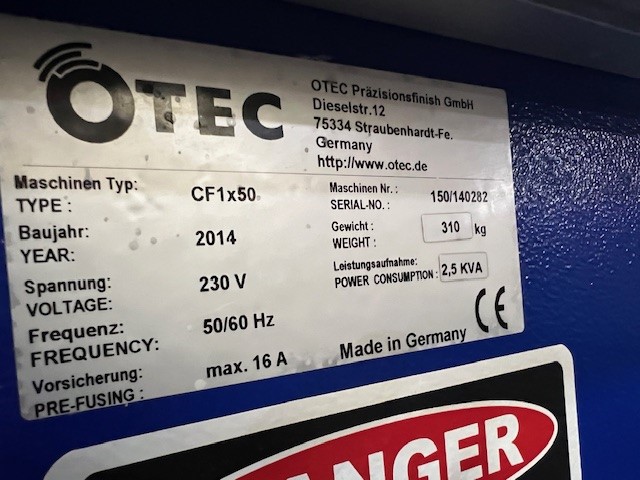 OTEC
OTEC Präzisionsfinish GmbH
Dieselstr.12
75334 Straubenhardt-Fe.
Germany
http://www.otec.de
Maschinen Typ: CF1x50
TYPE :
Baujahr: 2014
YEAR:
Spannung: 230 V
VOLTAGE:
Frequenz: 50/60 Hz
FREQUENCY:
Vorsicherung: max. 16 A
PRE-FUSING :
Maschinen Nr. : 150/140282
SERIAL-NO. :
Gewicht : 310 kg
WEIGHT :
Leistungsaufnahme: 2,5 KVA
POWER CONSUMPTION :
CE
Made in Germany
ANGER